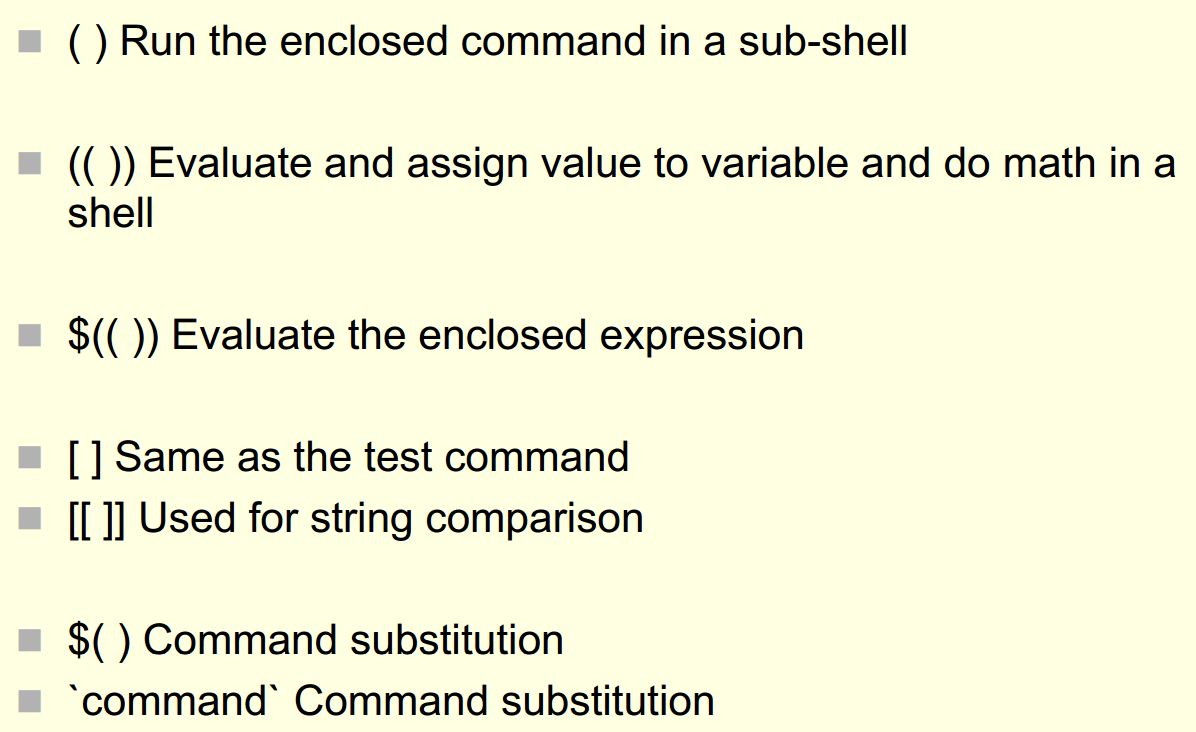 ( ) Run the enclosed command in a sub-shell
(( )) Evaluate and assign value to variable and do math in a
shell
$(( )) Evaluate the enclosed expression
[ ] Same as the test command
[[ ]] Used for string comparison
$( ) Command substitution
`command` Command substitution